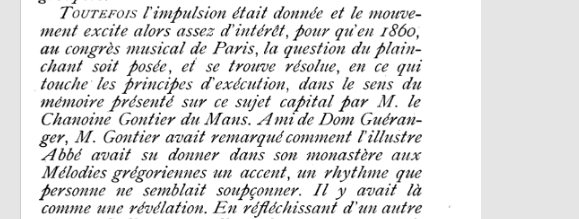 TOUTEFOIS l'impulsion était donnée et le mouve-
ment excite alors assez d'intérêt, pour qu'en 1860,
au congrès musical de Paris, la question du plain-
chant soit posée, et se trouve résolue, en ce qui
touche les principes d'exécution, dans le sens du
mémoire présenté sur ce sujet capital par M. le
Chanoine Gontier du Mans. Ami de Dom Guéran-
ger, M. Gontier avait remarqué comment l'illustre
Abbé avait su donner dans son monastère aux
Mélodies grégoriennes un accent, un rhythme que
personne ne semblait soupçonner. Il y avait là
comme une révélation. En réfléchissant d'un autre